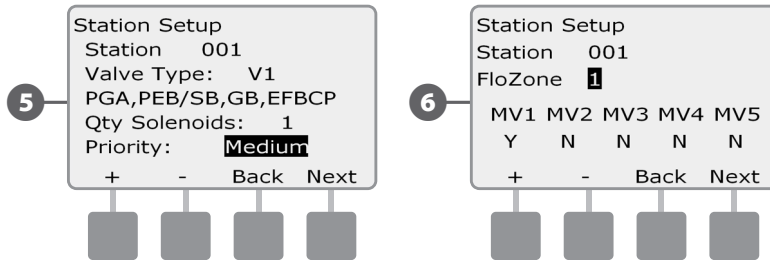 5
Station Setup
Station 001
Valve Type: V1
PGA,PEB/SB,GB,EFBCP
Qty Solenoids: 1
Priority: Medium
+ - Back Next
6
Station Setup
Station 001
FloZone 1
MV1 MV2 MV3 MV4 MV5
Y N N N N
+ - Back Next